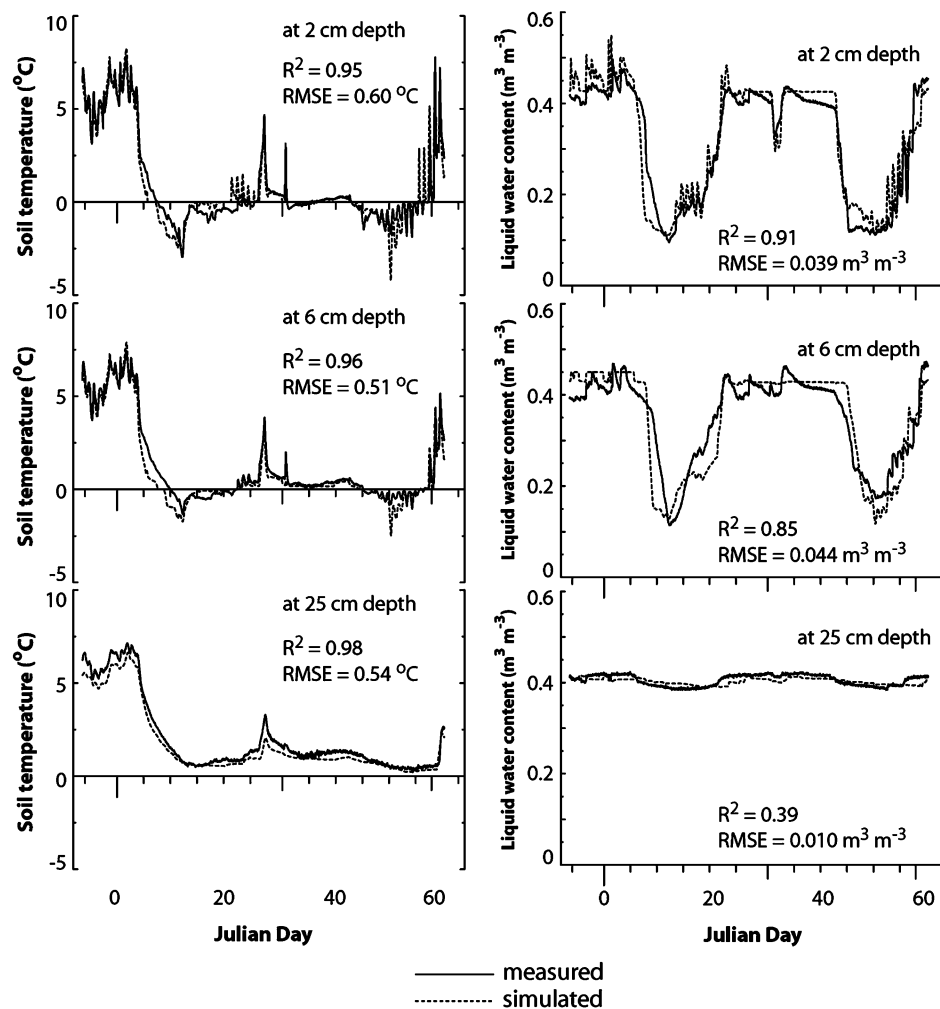 10
5
0
-5
Soil temperature (°C)
at 2 cm depth
R² = 0.95
RMSE = 0.60 °C
0.6
0.4
0.2
0
Liquid water content (m³ m⁻³)
at 2 cm depth
R² = 0.91
RMSE = 0.039 m³ m⁻³
10
5
0
-5
Soil temperature (°C)
at 6 cm depth
R² = 0.96
RMSE = 0.51 °C
0.6
0.4
0.2
0
Liquid water content (m³ m⁻³)
at 6 cm depth
R² = 0.85
RMSE = 0.044 m³ m⁻³
10
5
0
-5
Soil temperature (°C)
at 25 cm depth
R² = 0.98
RMSE = 0.54 °C
0.6
0.4
0.2
0
Liquid water content (m³ m⁻³)
at 25 cm depth
R² = 0.39
RMSE = 0.010 m³ m⁻³
0 20 40 60
Julian Day
0 20 40 60
Julian Day
measured
simulated